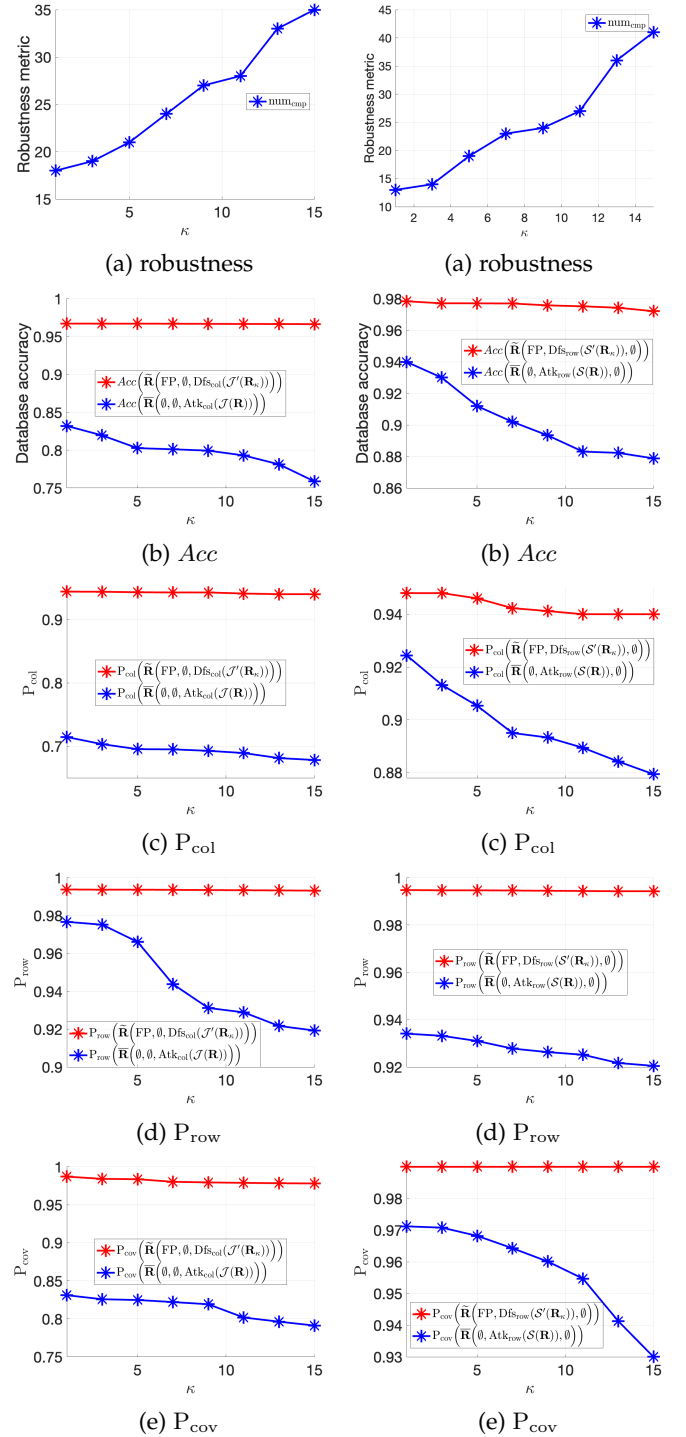 35
30
25
20
15
Robustness metric
num_cmp
5
10
15
κ
(a) robustness
45
40
35
30
25
20
15
10
Robustness metric
num_cmp
2
4
6
8
10
12
14
κ
(a) robustness
1
0.95
0.9
0.85
0.8
0.75
Database accuracy
Acc(R̃(FP, ∅, Dfs_col(𝒥′(R_κ))))
Acc(R̅(∅, ∅, Atk_col(𝒥(R))))
5
10
15
κ
(b) Acc
0.98
0.96
0.94
0.92
0.9
0.88
0.86
Database accuracy
Acc(R̃(FP, Dfs_row(𝒮′(R_κ)), ∅))
Acc(R̅(∅, Atk_row(𝒮(R)), ∅))
5
10
15
κ
(b) Acc
0.9
0.8
0.7
P_col
P_col(R̃(FP, ∅, Dfs_col(𝒥′(R_κ))))
P_col(R̅(∅, ∅, Atk_col(𝒥(R))))
5
10
15
κ
(c) P_col
0.94
0.92
0.9
0.88
P_col
P_col(R̃(FP, Dfs_row(𝒮′(R_κ)), ∅))
P_col(R̅(∅, Atk_row(𝒮(R)), ∅))
5
10
15
κ
(c) P_col
1
0.98
0.96
0.94
0.92
0.9
P_row
P_row(R̃(FP, ∅, Dfs_col(𝒥′(R_κ))))
P_row(R̅(∅, ∅, Atk_col(𝒥(R))))
5
10
15
κ
(d) P_row
1
0.98
0.96
0.94
0.92
P_row
P_row(R̃(FP, Dfs_row(𝒮′(R_κ)), ∅))
P_row(R̅(∅, Atk_row(𝒮(R)), ∅))
5
10
15
κ
(d) P_row
1
0.95
0.9
0.85
0.8
0.75
P_cov
P_cov(R̃(FP, ∅, Dfs_col(𝒥′(R_κ))))
P_cov(R̅(∅, ∅, Atk_col(𝒥(R))))
5
10
15
κ
(e) P_cov
0.98
0.97
0.96
0.95
0.94
0.93
P_cov
P_cov(R̃(FP, Dfs_row(𝒮′(R_κ)), ∅))
P_cov(R̅(∅, Atk_row(𝒮(R)), ∅))
5
10
15
κ
(e) P_cov